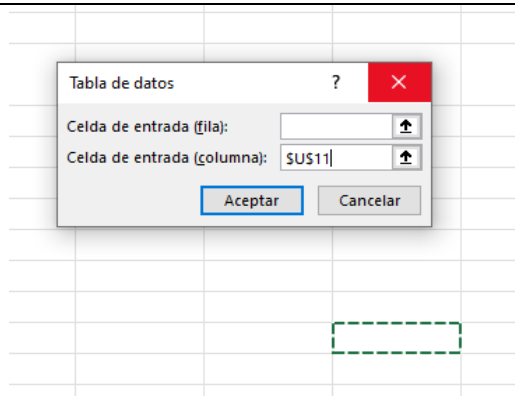 Tabla de datos ?
Celda de entrada (fila):
Celda de entrada (columna): $U$11
Aceptar Cancelar